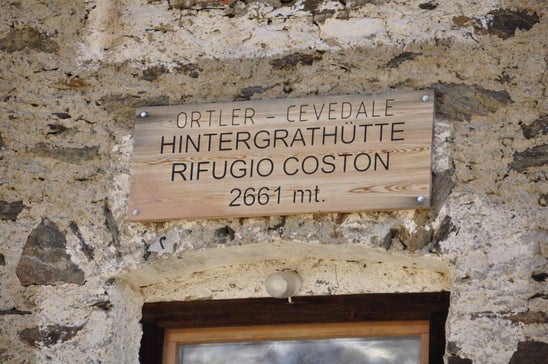 ORTLER - CEVEDALE
HINTERGRATHÜTTE
RIFUGIO COSTON
2661 mt.